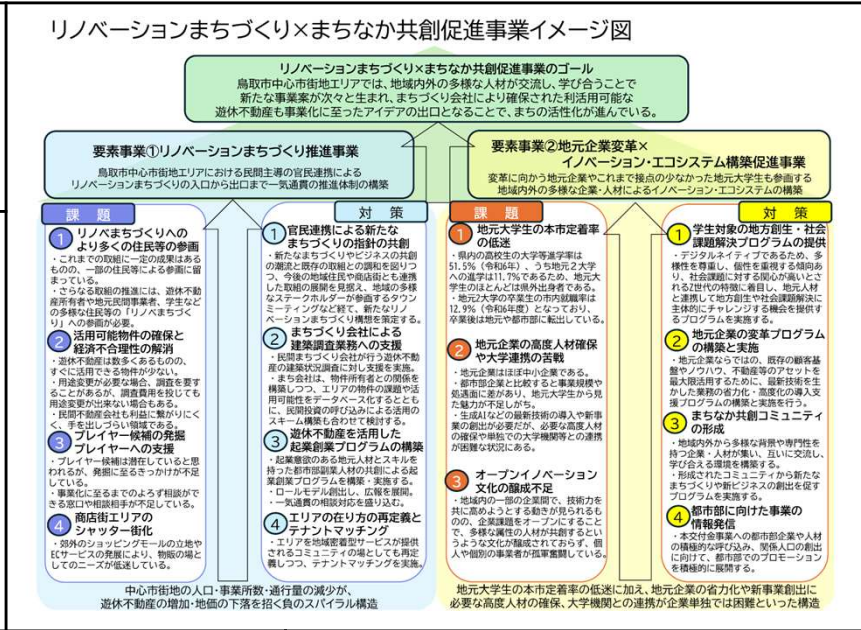 リノベーションまちづくり×まちなか共創促進事業イメージ図
リノベーションまちづくり×まちなか共創促進事業のゴール
鳥取市中心市街地エリアでは、地域内外の多様な人材が交流し、学び合うことで
新たな事業案が次々と生まれ、まちづくり会社により確保された利活用可能な
遊休不動産も事業化に至ったアイデアの出口となることで、まちの活性化が進んでいる。
要素事業①リノベーションまちづくり推進事業
鳥取市中心市街地エリアにおける民間主導の官民連携による
リノベーションまちづくりの入口から出口まで一気通貫の推進体制の構築
課題
1 リノベまちづくりへの
より多くの住民等の参画
・これまでの取組に一定の成果はある
ものの、一部の住民等による参画に留
まっている。
・さらなる取組の推進には、遊休不動
産所有者や地元民間事業者、学生など
の多様な住民等の「リノベまちづく
り」への参画が必要。
2 活用可能物件の確保と
経済不合理性の解消
・遊休不動産は数多くあるものの、
すぐに活用できる物件が少ない。
・用途変更が必要な場合、調査を要す
ることがあるが、調査費用を投じても
用途変更が出来ない場合もある。
・民間不動産会社も利益に繋がりにく
く、手を出しづらい領域である。
3 プレイヤー候補の発掘
プレイヤーへの支援
・プレイヤー候補は潜在していると思
われるが、発掘に至るきっかけが不足
している。
・事業化に至るまでのよろず相談がで
きる窓口や相談相手が不足している。
4 商店街エリアの
シャッター街化
・郊外のショッピングモールの立地や
ECサービスの発展により、物販の場と
してのニーズが低迷している。
対策
1 官民連携による新たな
まちづくりの指針の共創
・新たなまちづくりやビジネスの共創
の潮流と既存の取組との調和を図りつ
つ、今後の地域住民や商店街とも連携
した取組の展開を見据え、地域の多様
なステークホルダーが参画するタウン
ミーティングなど経て、新たなリノ
ベーションまちづくり構想を策定する。
2 まちづくり会社による
建築調査業務への支援
・民間まちづくり会社が行う遊休不動
産の建築状況調査に対し支援を実施。
・まち会社は、物件所有者との関係を
構築しつつ、エリアの物件の課題や活
用可能性をデータベース化するととも
に、民間投資の呼び込みによる活用の
スキーム構築も合わせて検討する。
3 遊休不動産を活用した
起業創業プログラムの構築
・起業意欲のある地元人材とスキルを
持った都市部副業人材の共創による起
業創業プログラムを構築・実施する。
・ロールモデル創出し、広報を展開。
・一気通貫の相談対応を盛り込む。
4 エリアの在り方の再定義と
テナントマッチング
・エリアを地域密着型サービスが提供
されるコミュニティの場としても再定
義しつつ、テナントマッチングを実施。
中心市街地の人口・事業所数・通行量の減少が、
遊休不動産の増加・地価の下落を招く負のスパイラル構造
要素事業②地元企業変革×
イノベーション・エコシステム構築促進事業
変革に向かう地元企業やこれまで接点の少なかった地元大学生も参画する
地域内外の多様な企業・人材によるイノベーション・エコシステムの構築
課題
1 地元大学生の本市定着率
の低迷
・県内の高校生の大学等進学率は
51.5%(令和6年)、うち地元2大学
への進学は11.7%であるため、地元大
学生のほとんどは県外出身者である。
・地元2大学の卒業生の市内就職率は
12.9%(令和6年度)となっており、
卒業後は地元や都市部に転出している。
2 地元企業の高度人材確保
や大学連携の苦戦
・地元企業はほぼ中小企業である。
・都市部企業と比較すると事業規模や
処遇面に差があり、地元大学生から見
た魅力が不足しがち。
・生成AIなどの最新技術の導入や新事
業の創出が必要だが、必要な高度人材
の確保や単独での大学機関等との連携
が困難な状況にある。
3 オープンイノベーション
文化の醸成不足
・地域内の一部の企業間で、技術力を
共に高めようとする動きが見られるも
のの、企業課題をオープンにすること
で、多様な属性の人材が共創するとい
うような文化が醸成されておらず、個
人や個別の事業者が孤軍奮闘している。
対策
1 学生対象の地方創生・社会
課題解決プログラムの提供
・デジタルネイティブであるため、多
様性を尊重し、個性を重視する傾向あ
り、社会課題に対する関心が高いとさ
れるZ世代の特徴に着目し、地元人材
と連携して地方創生や社会課題解決に
主体的にチャレンジする機会を提供す
るプログラムを実施する。
2 地元企業の変革プログラム
の構築と実施
・地元企業ならではの、既存の顧客基
盤やノウハウ、不動産等のアセットを
最大限活用するために、最新技術を生
かした業務の省力化・高度化の導入支
援プログラムの構築と実施を行う。
3 まちなか共創コミュニティ
の形成
・地域内外から多様な背景や専門性を
持つ企業・人材が集い、互いに交流し、
学び合える環境を構築する。
・形成されたコミュニティから新たな
まちづくりや新ビジネスの創出を促す
プログラムを実施する。
4 都市部に向けた事業の
情報発信
・本交付金事業への都市部企業や人材
の積極的な呼び込み、関係人口の創出
に向けて、都市部でのプロモーション
を積極的に展開する。
地元大学生の本市定着率の低迷に加え、地元企業の省力化や新事業創出に
必要な高度人材の確保、大学機関との連携が企業単独では困難といった構造